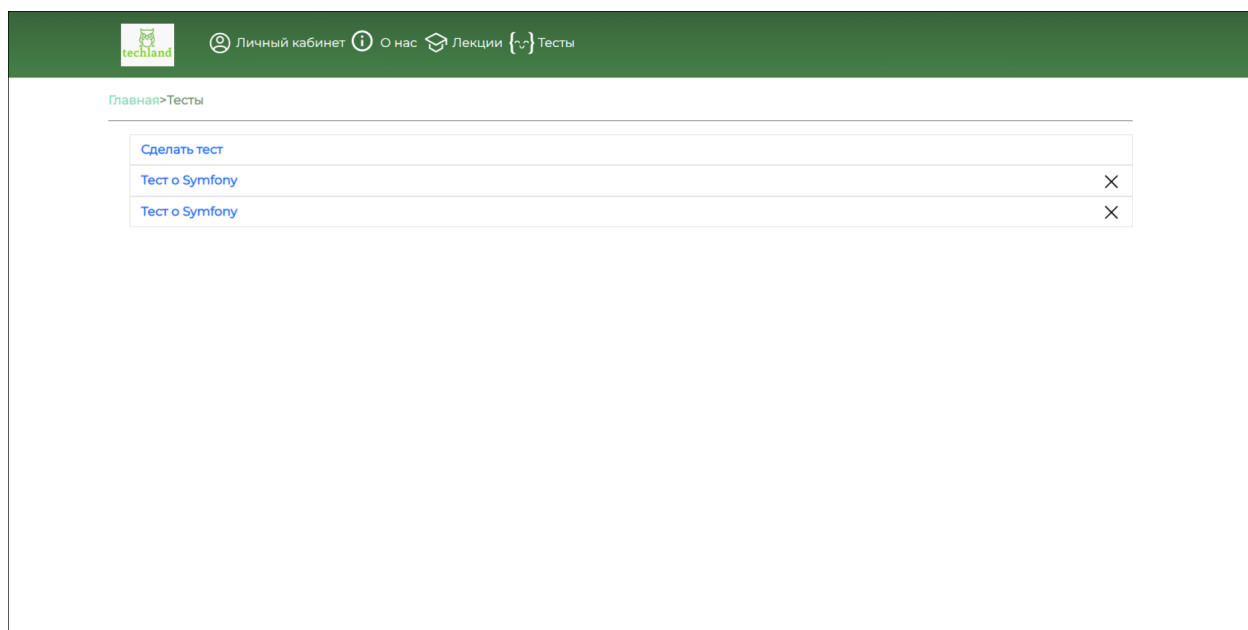 techland
Личный кабинет О нас Лекции Тесты
Главная>Тесты
Сделать тест
Тест о Symfony
Тест о Symfony